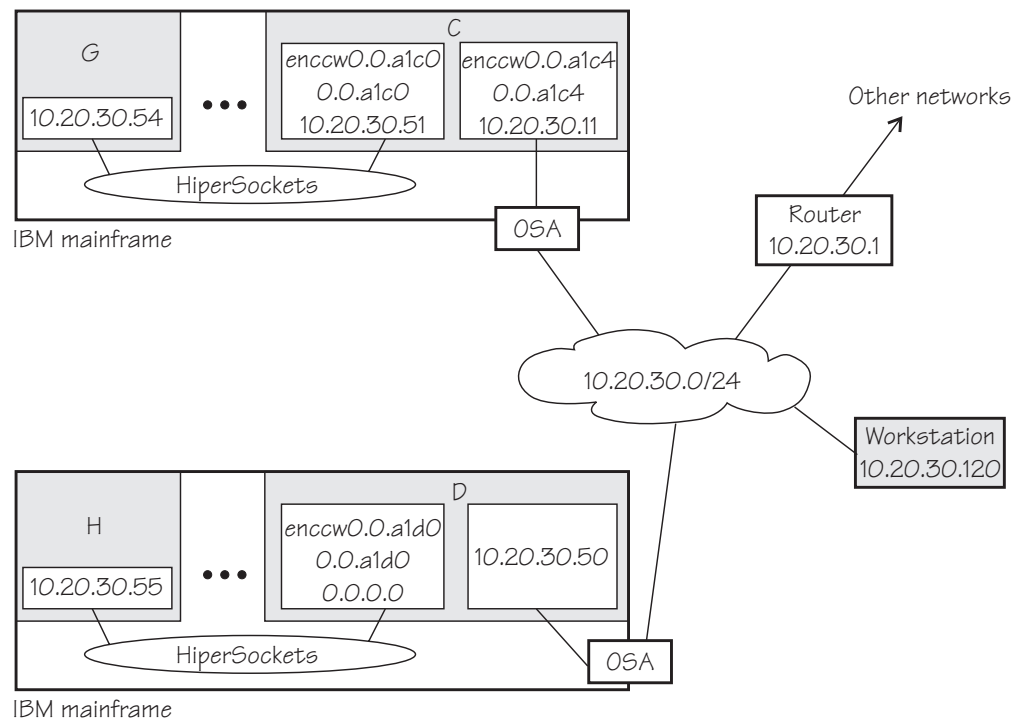 G
10.20.30.54
C
enccw0.0.a1c0
0.0.a1c0
10.20.30.51
enccw0.0.a1c4
0.0.a1c4
10.20.30.11
HiperSockets
OSA
IBM mainframe
Other networks
Router
10.20.30.1
10.20.30.0/24
Workstation
10.20.30.120
H
10.20.30.55
D
enccw0.0.a1d0
0.0.a1d0
0.0.0.0
10.20.30.50
HiperSockets
OSA
IBM mainframe